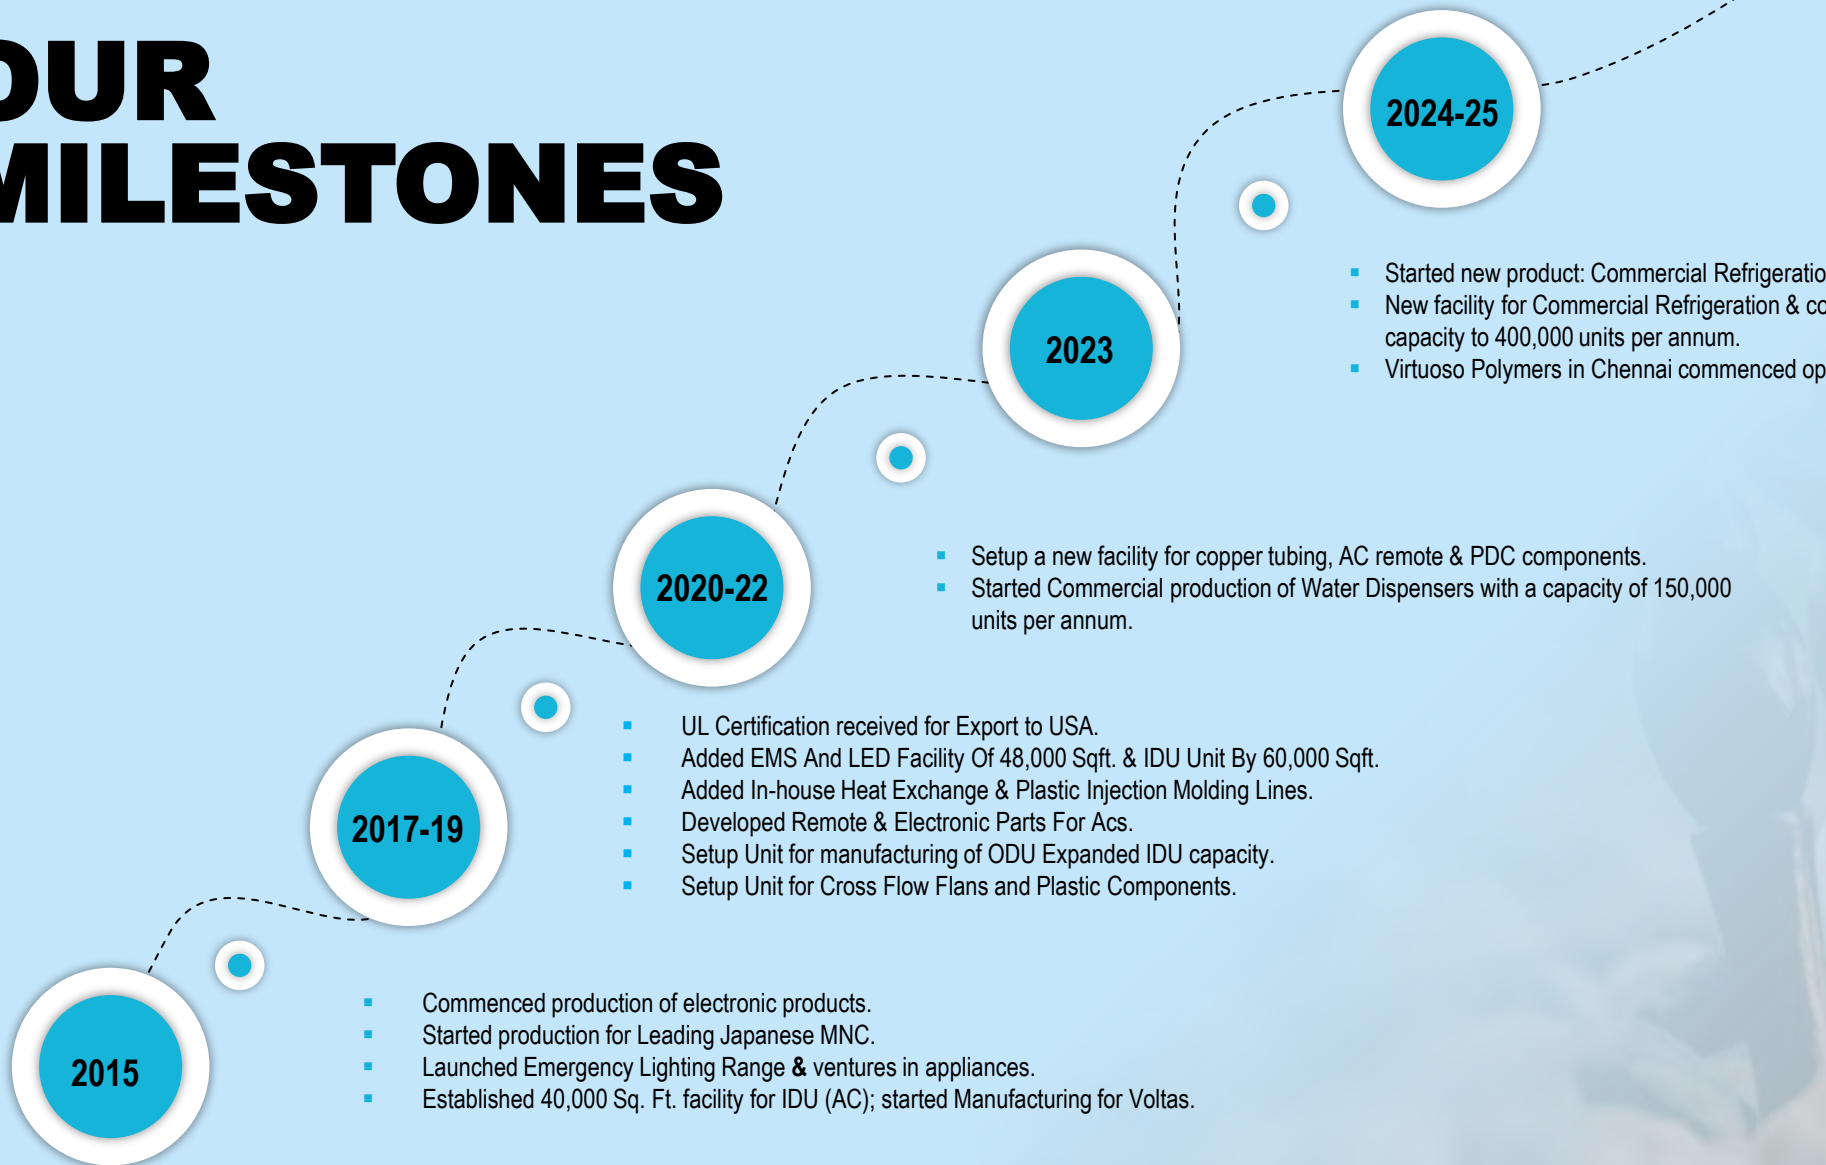 OUR
MILESTONES
2024-25
Started new product: Commercial
New facility for Commercial Refrigeration &
capacity to 400,000 units per annum.
Virtuoso Polymers in Chennai commenced
2023
Setup a new facility for copper tubing, AC remote & PDC components.
Started Commercial production of Water Dispensers with a capacity of 150,000
units per annum.
2020-22
UL Certification received for Export to USA.
Added EMS And LED Facility Of 48,000 Sqft. & IDU Unit By 60,000 Sqft.
Added In-house Heat Exchange & Plastic Injection Molding Lines.
Developed Remote & Electronic Parts For Acs.
Setup Unit for manufacturing of ODU Expanded IDU capacity.
Setup Unit for Cross Flow Flans and Plastic Components.
2017-19
Commenced production of electronic products.
Started production for Leading Japanese MNC.
Launched Emergency Lighting Range & ventures in appliances.
Established 40,000 Sq. Ft. facility for IDU (AC); started Manufacturing for Voltas.
2015